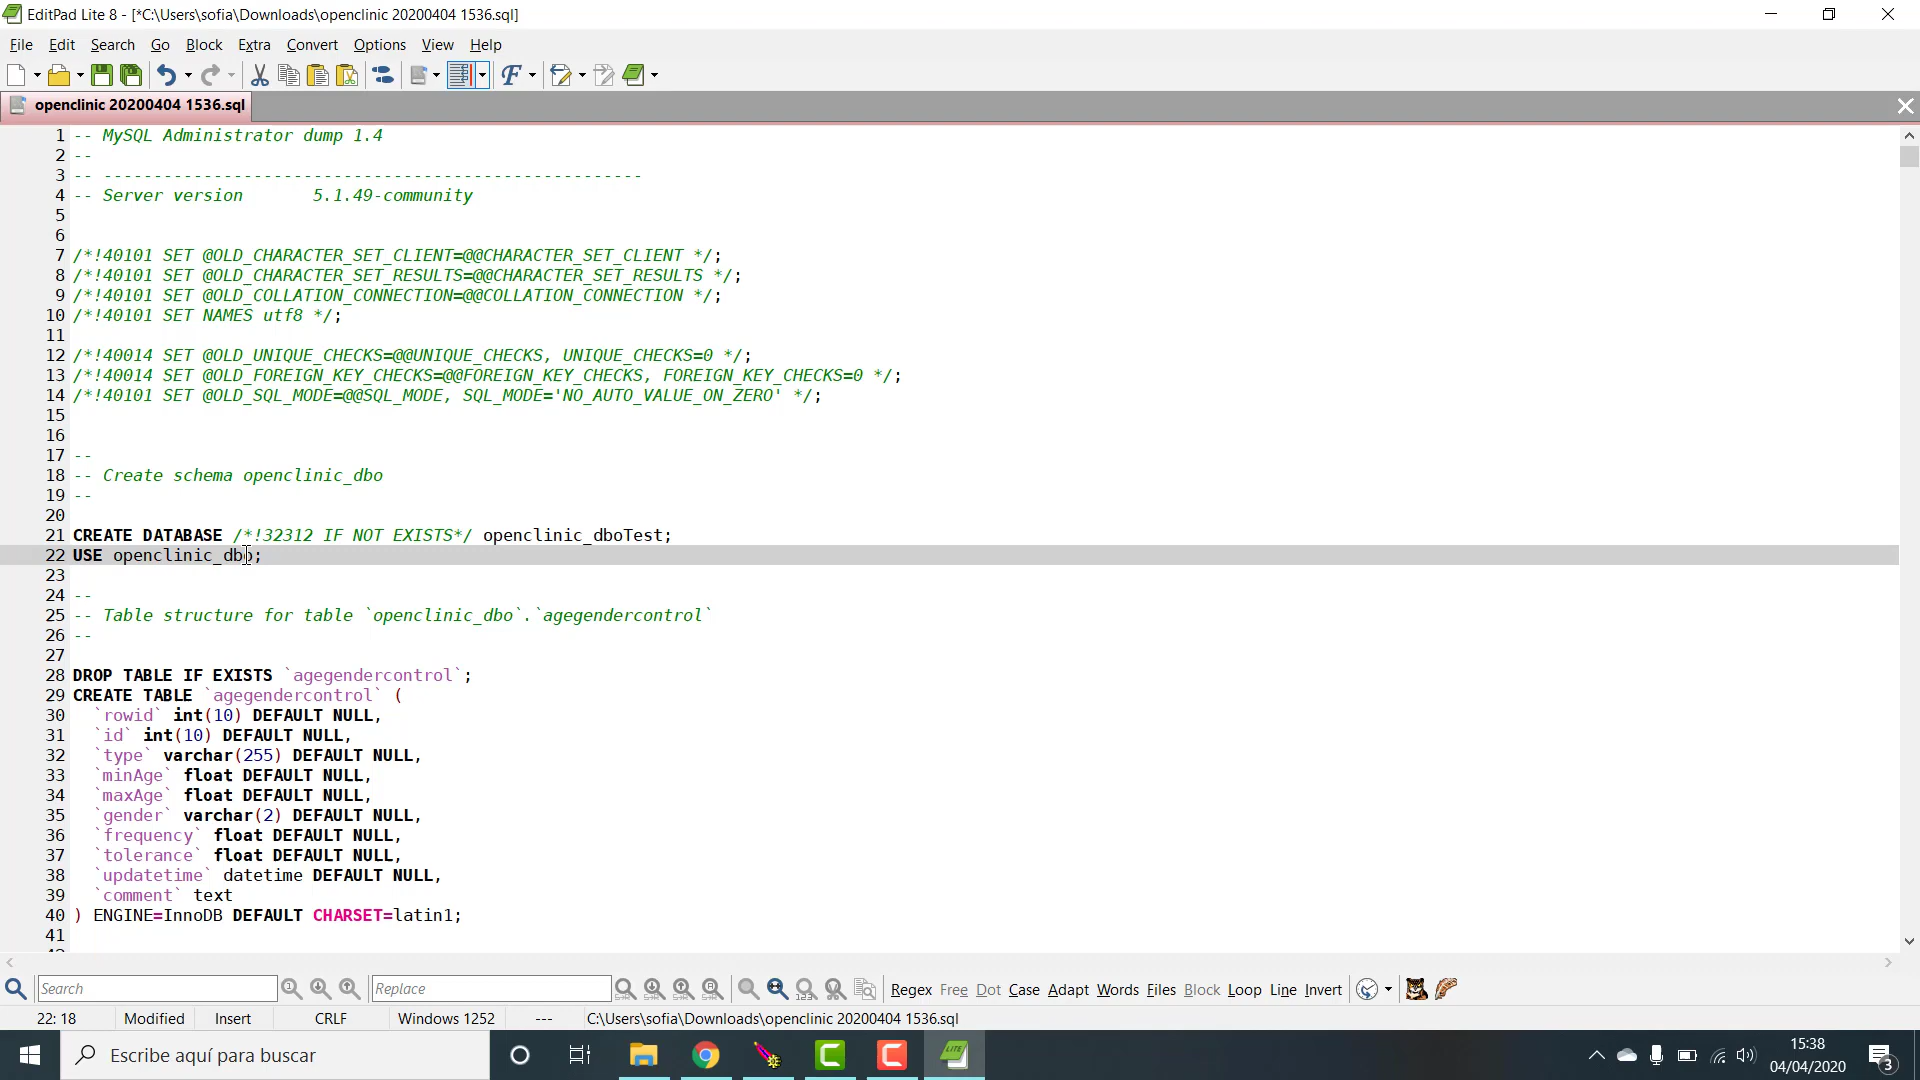 EditPad Lite 8 - [*C:\Users\sofia\Downloads\openclinic 20200404 1536.sql]
File Edit Search Go Block Extra Convert Options View Help
openclinic 20200404 1536.sql
1 -- MySQL Administrator dump 1.4
2 --
3 -- ------------------------------------------------------
4 -- Server version       5.1.49-community
5
6
7 /*!40101 SET @OLD_CHARACTER_SET_CLIENT=@@CHARACTER_SET_CLIENT */;
8 /*!40101 SET @OLD_CHARACTER_SET_RESULTS=@@CHARACTER_SET_RESULTS */;
9 /*!40101 SET @OLD_COLLATION_CONNECTION=@@COLLATION_CONNECTION */;
10 /*!40101 SET NAMES utf8 */;
11
12 /*!40014 SET @OLD_UNIQUE_CHECKS=@@UNIQUE_CHECKS, UNIQUE_CHECKS=0 */;
13 /*!40014 SET @OLD_FOREIGN_KEY_CHECKS=@@FOREIGN_KEY_CHECKS, FOREIGN_KEY_CHECKS=0 */;
14 /*!40101 SET @OLD_SQL_MODE=@@SQL_MODE, SQL_MODE='NO_AUTO_VALUE_ON_ZERO' */;
15
16
17 --
18 -- Create schema openclinic_dbo
19 --
20
21 CREATE DATABASE /*!32312 IF NOT EXISTS*/ openclinic_dboTest;
22 USE openclinic_dbo;
23
24 --
25 -- Table structure for table `openclinic_dbo`.`agegendercontrol`
26 --
27
28 DROP TABLE IF EXISTS `agegendercontrol`;
29 CREATE TABLE `agegendercontrol` (
30   `rowid` int(10) DEFAULT NULL,
31   `id` int(10) DEFAULT NULL,
32   `type` varchar(255) DEFAULT NULL,
33   `minAge` float DEFAULT NULL,
34   `maxAge` float DEFAULT NULL,
35   `gender` varchar(2) DEFAULT NULL,
36   `frequency` float DEFAULT NULL,
37   `tolerance` float DEFAULT NULL,
38   `updatetime` datetime DEFAULT NULL,
39   `comment` text
40 ) ENGINE=InnoDB DEFAULT CHARSET=latin1;
41
Search Replace Regex Free Dot Case Adapt Words Files Block Loop Line Invert
22: 18 Modified Insert CRLF Windows 1252 --- C:\Users\sofia\Downloads\openclinic 20200404 1536.sql
Escribe aquí para buscar
15:38
04/04/2020
3